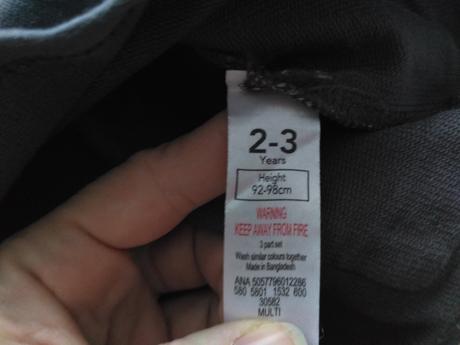 2-3
Years
Height
92-98cm
WARNING
KEEP AWAY FROM FIRE
3 part set
Wash similar colours together
Made in Bangladesh
ANA 5057796012286
580 5801 1532 600
30582
MULTI